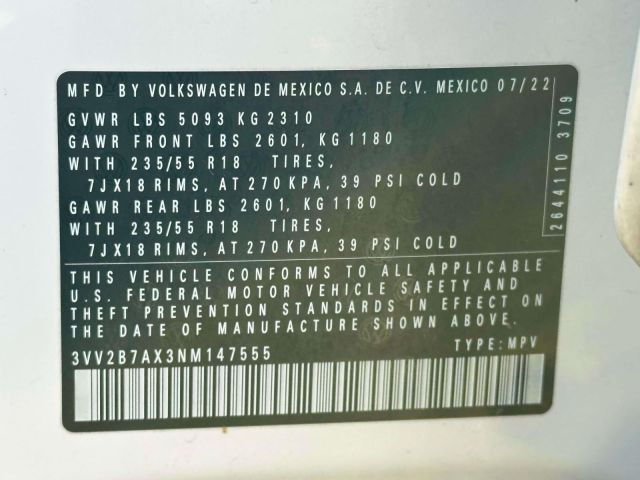 MFD BY VOLKSWAGEN DE MEXICO S.A. DE C.V. MEXICO 07/22
GVWR LBS 5093 KG 2310
GAWR FRONT LBS 2601, KG 1180
WITH 235/55 R18 TIRES,
7JX18 RIMS, AT 270 KPA, 39 PSI COLD
GAWR REAR LBS 2601, KG 1180
WITH 235/55 R18 TIRES,
7JX18 RIMS, AT 270 KPA, 39 PSI COLD
2644110 3709
THIS VEHICLE CONFORMS TO ALL APPLICABLE
U.S. FEDERAL MOTOR VEHICLE SAFETY AND
THEFT PREVENTION STANDARDS IN EFFECT ON
THE DATE OF MANUFACTURE SHOWN ABOVE.
3VV2B7AX3NM147555 TYPE: MPV